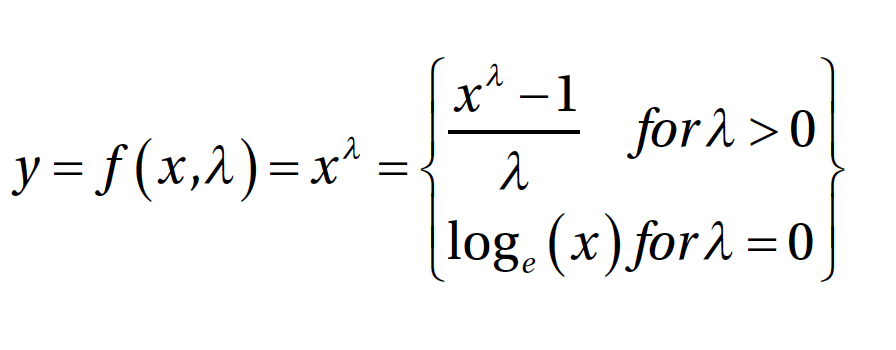 y = f(x,λ) = x^λ = { (x^λ − 1)/λ for λ > 0
log_e(x) for λ = 0 }